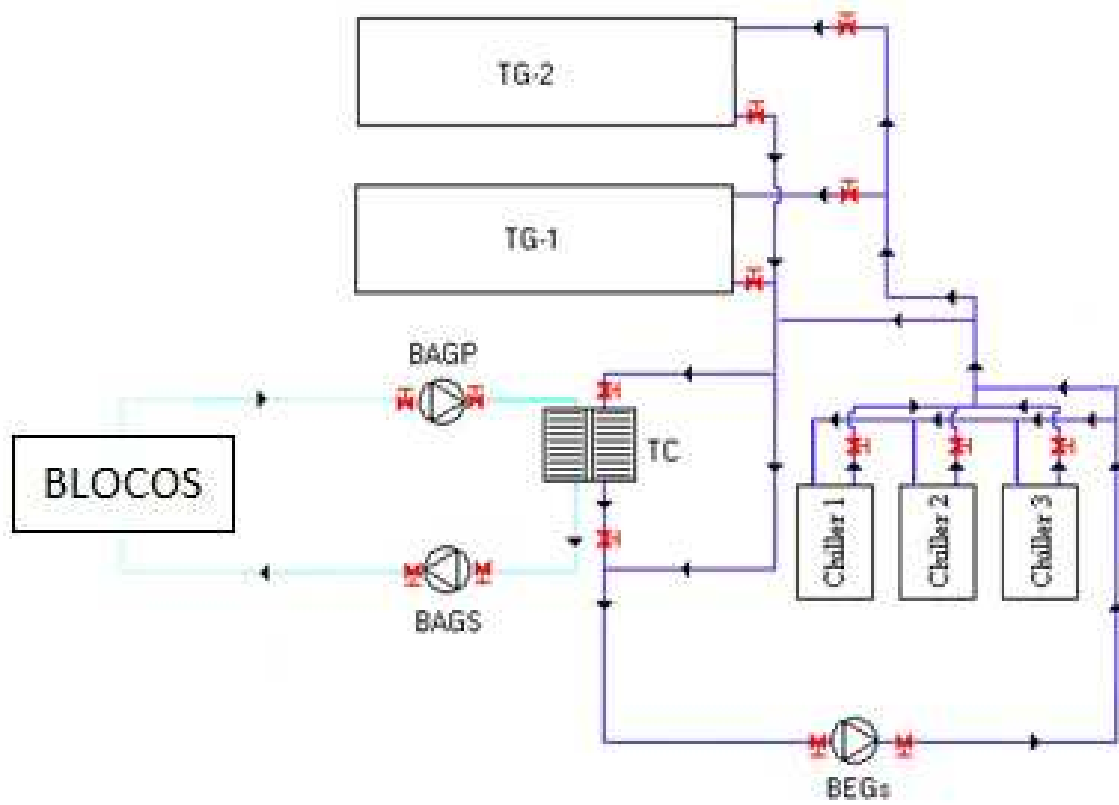 TG-2
TG-1
BAGP
TC
BLOCOS
BAGS
Chiller 1
Chiller 2
Chiller 3
BEGs